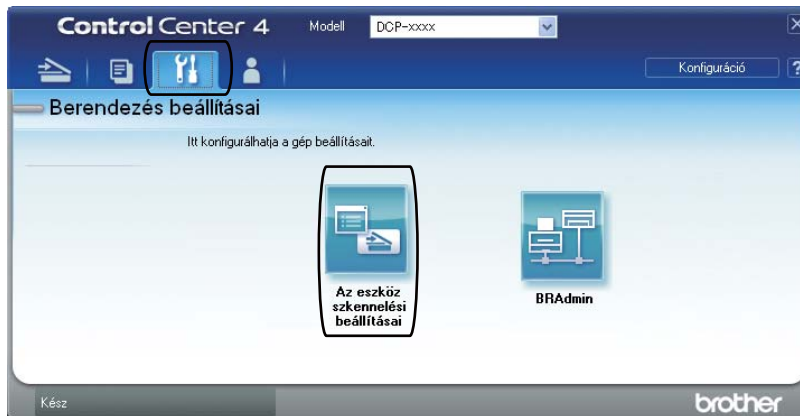 Control Center 4 Modell DCP-xxxx
Konfiguráció ?
Berendezés beállításai
Itt konfigurálhatja a gép beállításait.
Az eszköz
szkennelési
beállításai
BRAdmin
Kész
brother